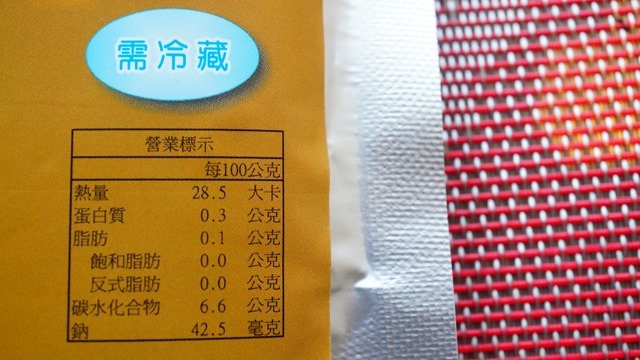 需冷藏
營業標示
每100公克
熱量 28.5 大卡
蛋白質 0.3 公克
脂肪 0.1 公克
飽和脂肪 0.0 公克
反式脂肪 0.0 公克
碳水化合物 6.6 公克
鈉 42.5 毫克